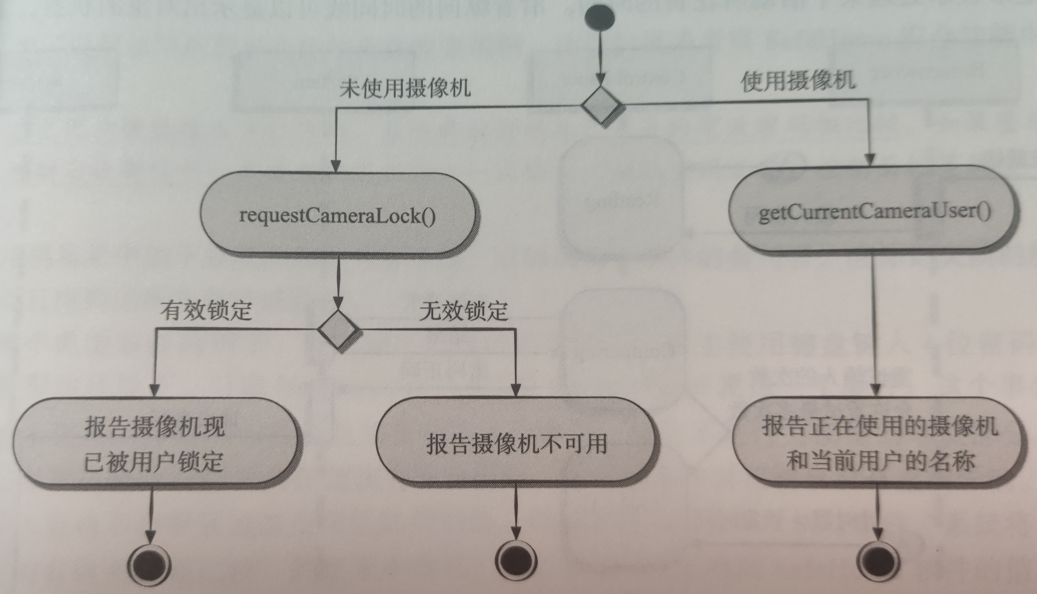 未使用摄像机
使用摄像机
requestCameraLock()
getCurrentCameraUser()
有效锁定
无效锁定
报告摄像机现
已被用户锁定
报告摄像机不可用
报告正在使用的摄像机
和当前用户的名称